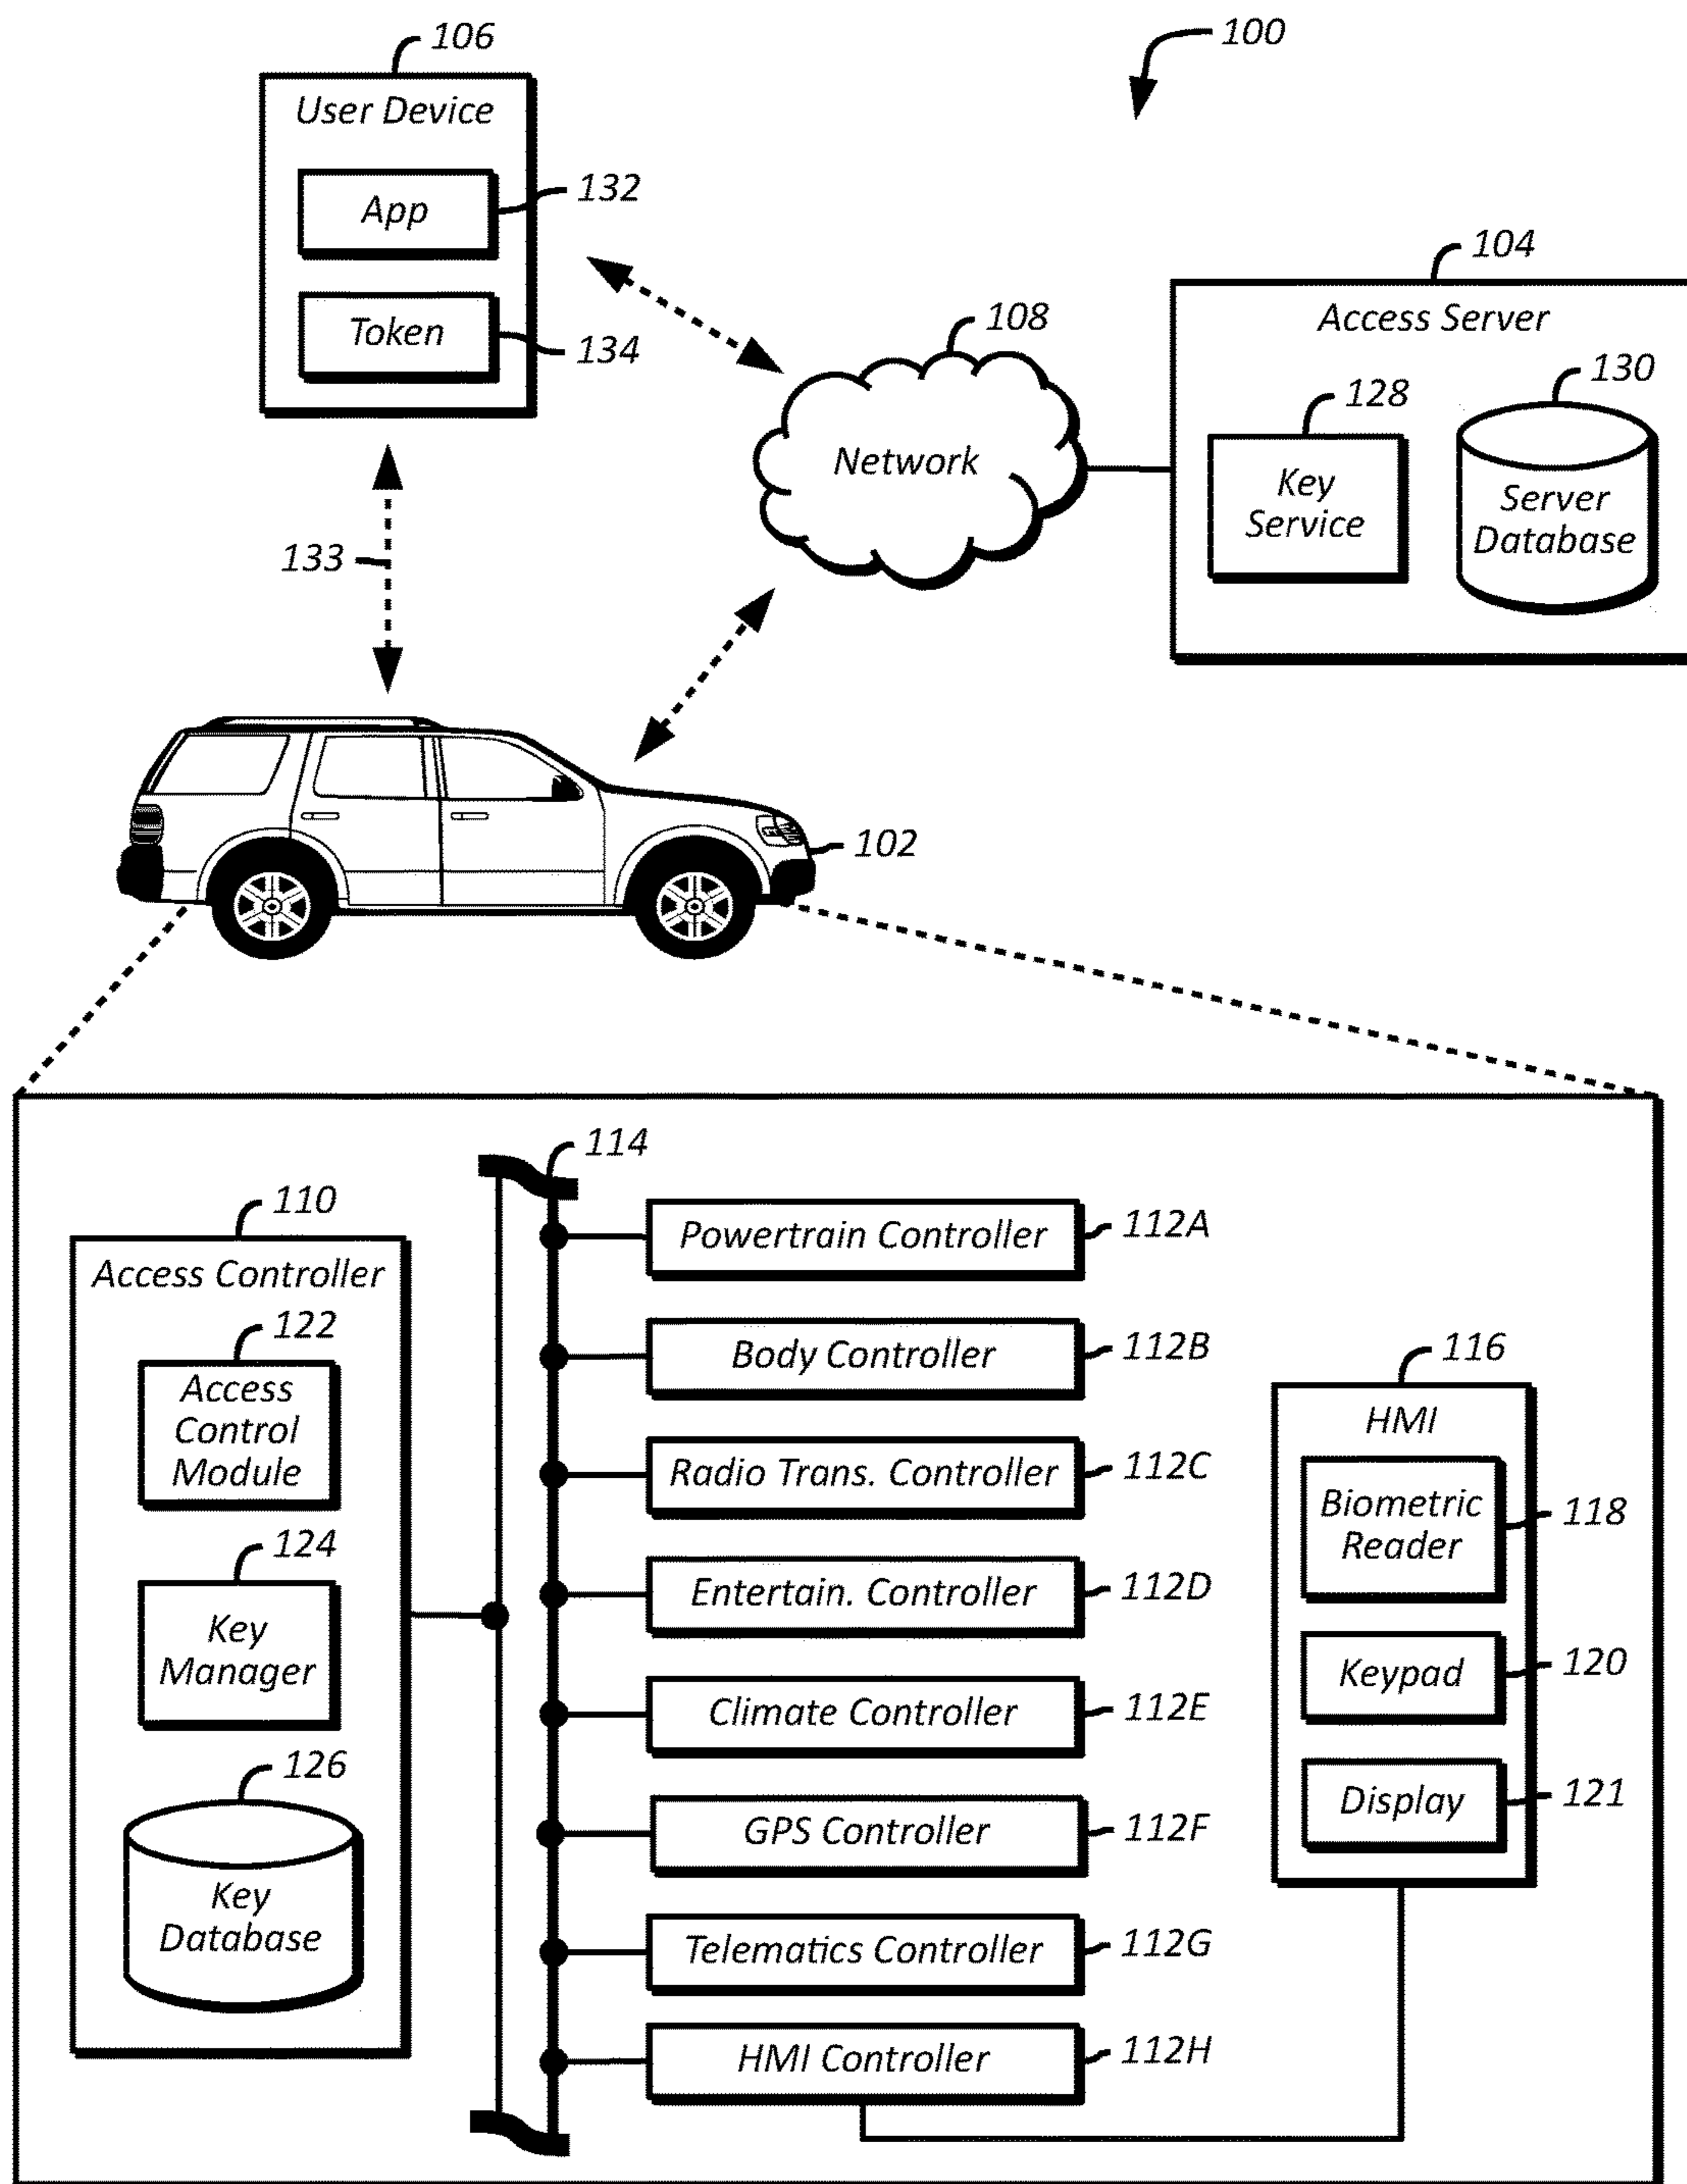 100
106
User Device
App
132
Token
134
104
Access Server
108
Network
128
Key
Service
130
Server
Database
133
102
114
110
Access Controller
122
Access
Control
Module
124
Key
Manager
126
Key
Database
Powertrain Controller
112A
Body Controller
112B
Radio Trans. Controller
112C
Entertain. Controller
112D
Climate Controller
112E
GPS Controller
112F
Telematics Controller
112G
HMI Controller
112H
116
HMI
Biometric
Reader
118
Keypad
120
Display
121